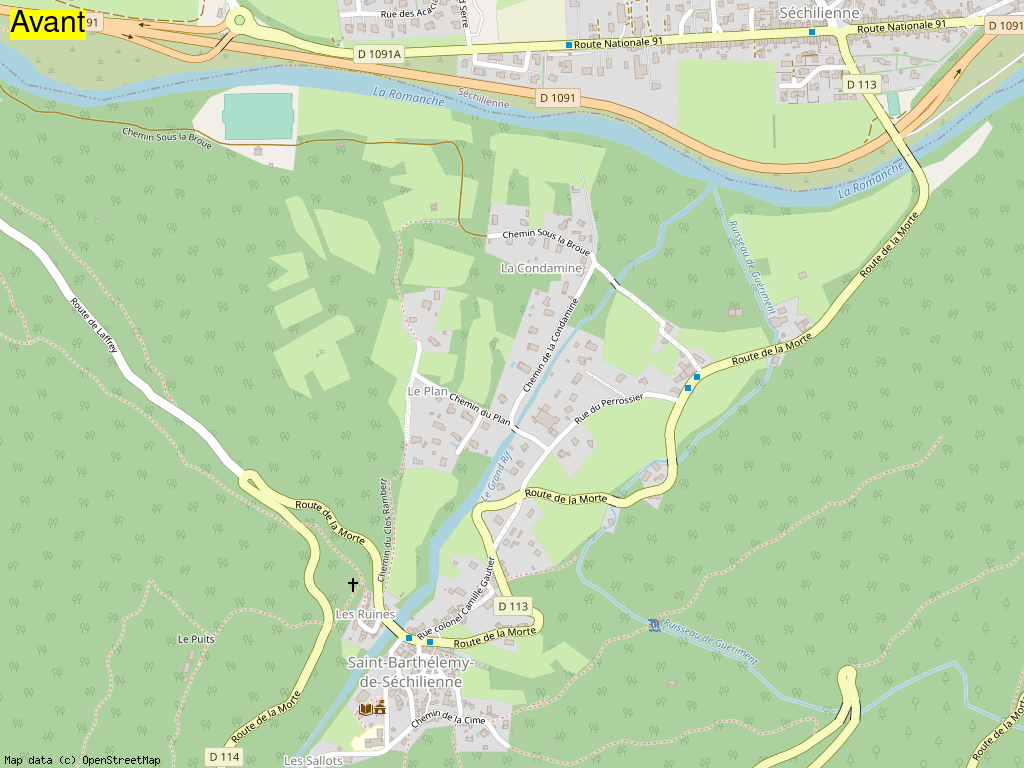 Avant
91
Rue des Acacia
d Serre
D 1091A
Route Nationale 91
Séchilienne
Route Nationale 91
D 1091
D 113
La Romanche
Séchilienne
D 1091
La Romanche
Chemin Sous la Broue
Chemin Sous la Broue
La Condamine
Ruisseau de Guériment
Route de la Morte
Route de Laffrey
Chemin de la Condamine
Route de la Morte
Le Plan
Chemin du Plan
Rue du Perrossier
Le Grand Rif
Route de la Morte
Route de la Morte
Chemin du Clos Rambert
Rue colonel Camille Gautier
D 113
Les Ruines
Route de la Morte
Ruisseau de Guériment
Le Puits
Saint-Barthélemy-
de-Séchilienne
Route de la Morte
Chemin de la Cime
Route de la Morte
D 114
Les Sallots
Map data (c) OpenStreetMap